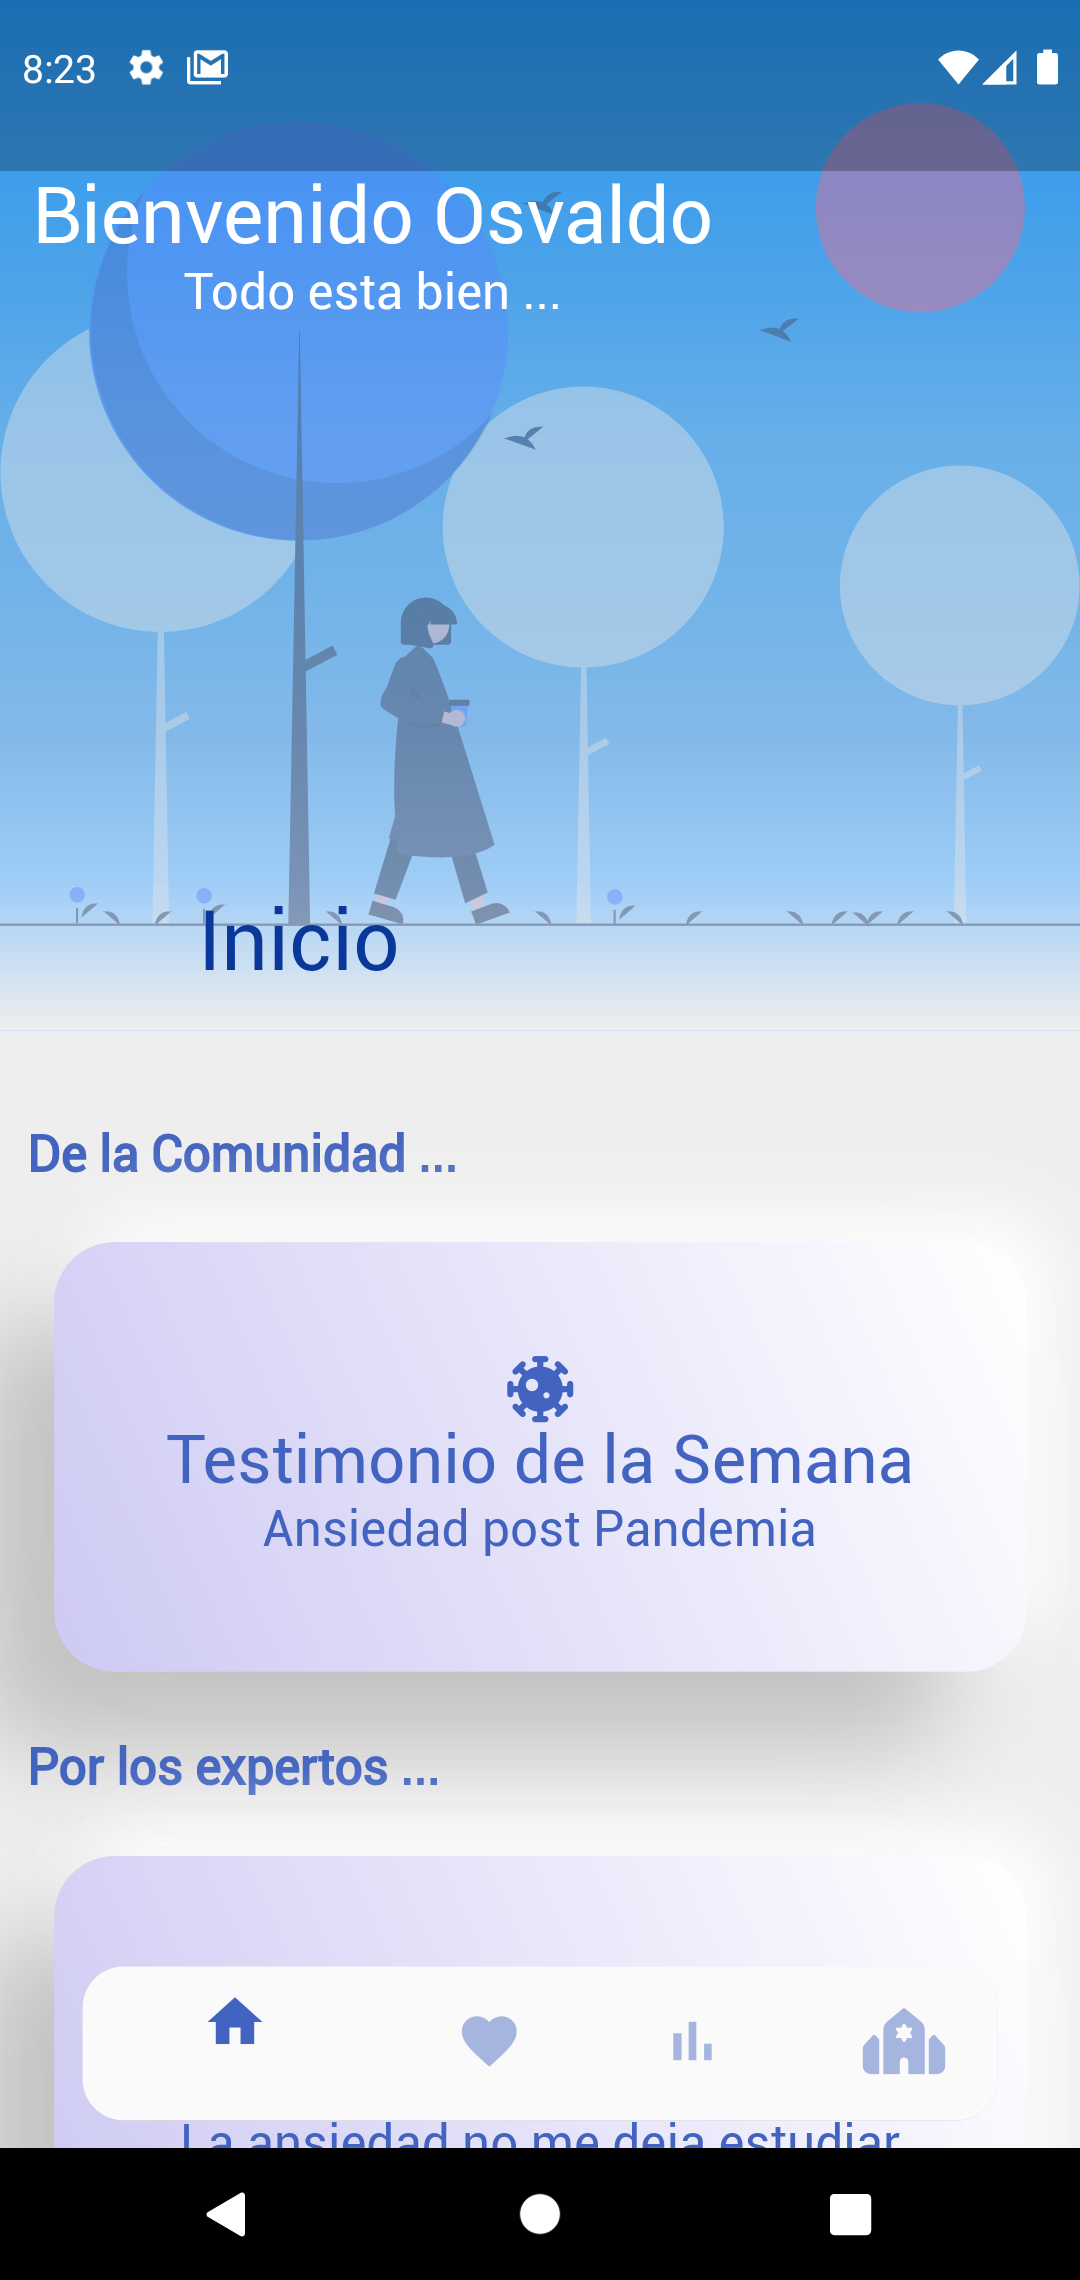 8:23
Bienvenido Osvaldo
Todo esta bien ...
Inicio
De la Comunidad ...
Testimonio de la Semana
Ansiedad post Pandemia
Por los expertos ...
La ansiedad no me deja estudiar